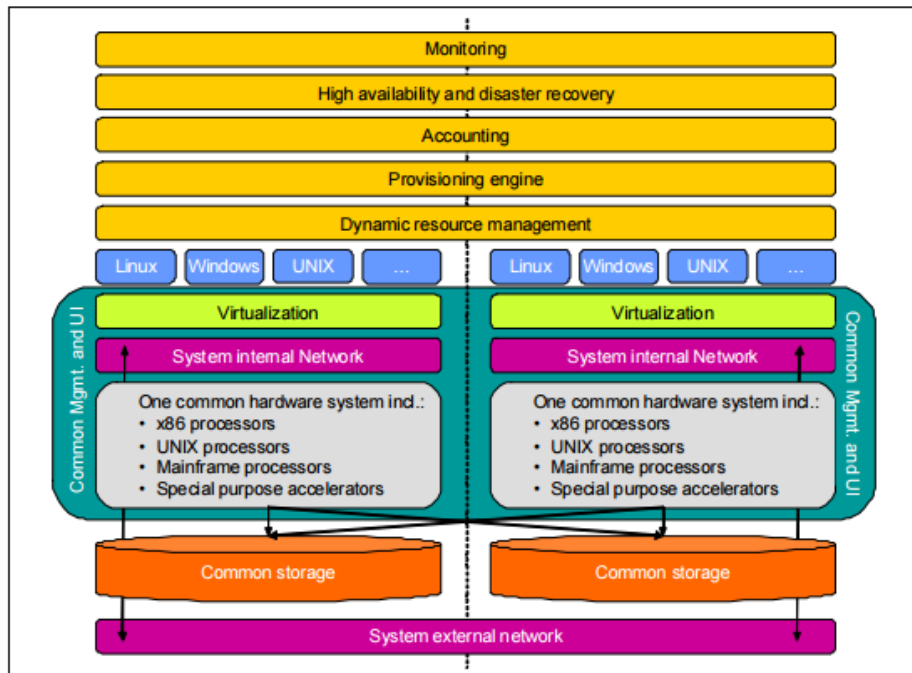 Monitoring
High availability and disaster recovery
Accounting
Provisioning engine
Dynamic resource management
Linux
Windows
UNIX
...
Linux
Windows
UNIX
...
Common Mgmt. and UI
Virtualization
System internal Network
One common hardware system incl.:
• x86 processors
• UNIX processors
• Mainframe processors
• Special purpose accelerators
Virtualization
System internal Network
One common hardware system incl.:
• x86 processors
• UNIX processors
• Mainframe processors
• Special purpose accelerators
Common Mgmt. and UI
Common storage
Common storage
System external network